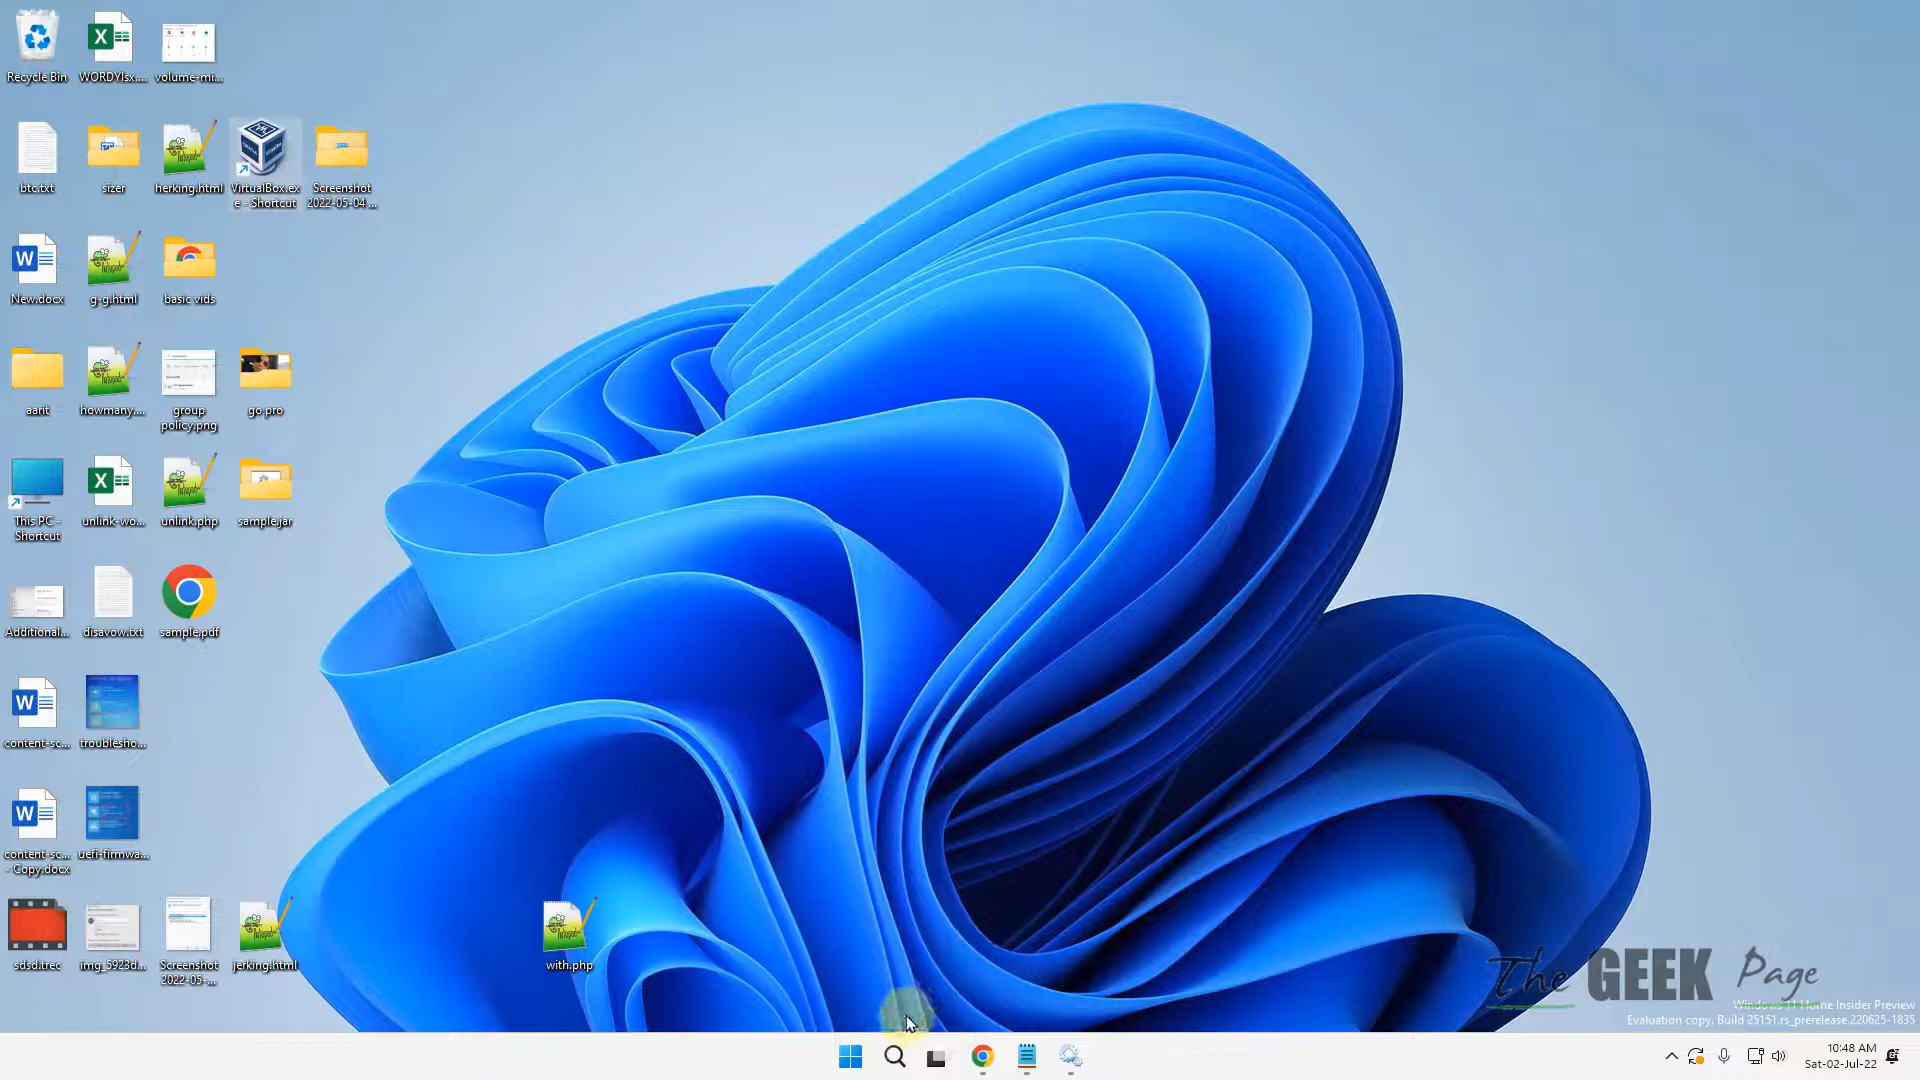 Recycle Bin
WORDYlsx....
volume-mi...
btc.txt
sizer
herking.html
VirtualBox.ex
e - Shortcut
Screenshot
2022-05-04 ...
New.docx
g-g.html
basic vids
aarit
howmany....
group
policy.png
go pro
This PC -
Shortcut
unlink-wo...
unlink.php
sample.jar
Additional...
disavow.txt
sample.pdf
content-sc...
troublesho...
content-sc...
- Copy.docx
uefi-firmwa...
sdsd.trec
img_5923d...
Screenshot
2022-05-...
jerking.html
with.php
The GEEK Page
Windows 11 Home Insider Preview
Evaluation copy. Build 25151.rs_prerelease.220625-1835
10:48 AM
Sat-02-Jul-22